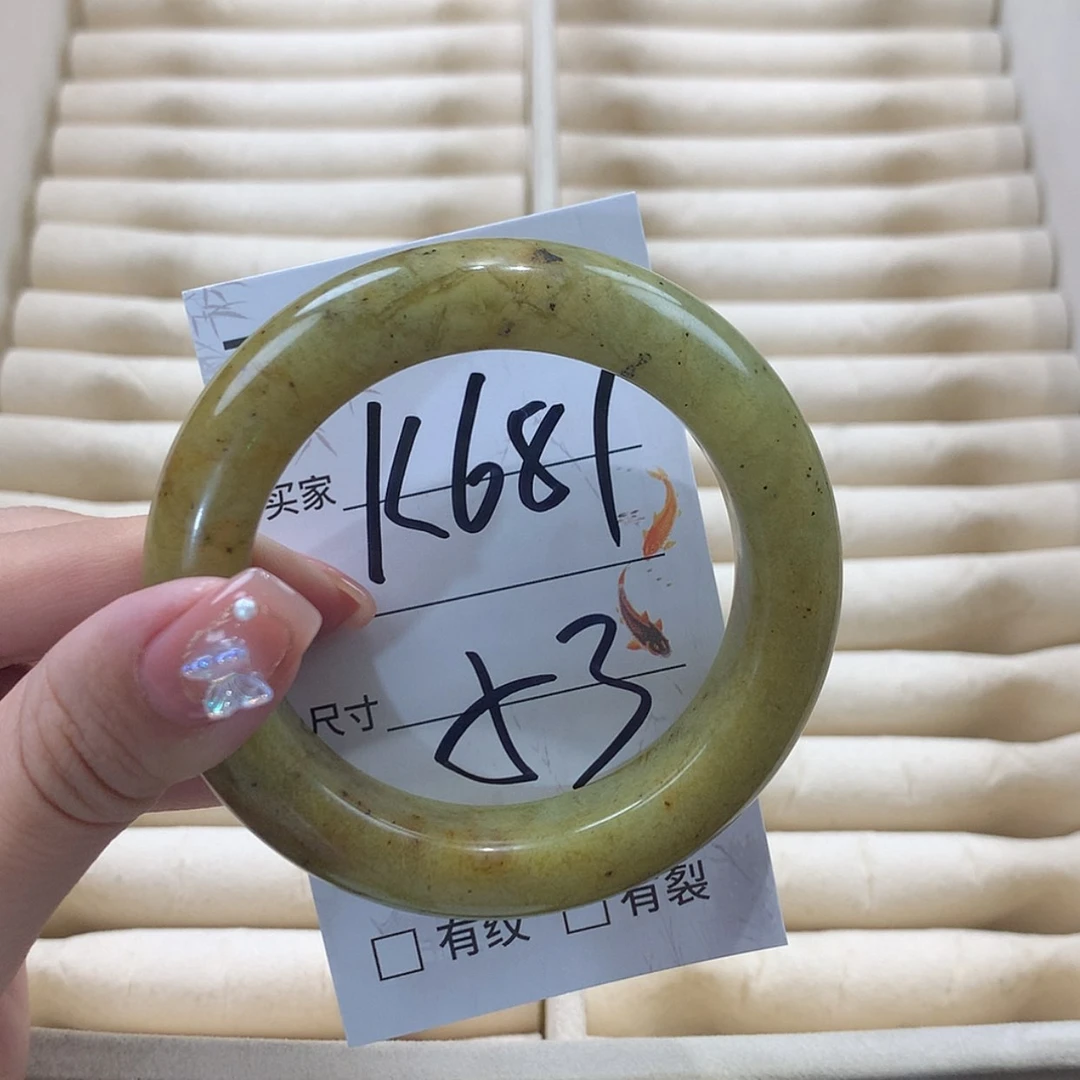 买家 K681
尺寸 53
□ 有纹 □ 有裂